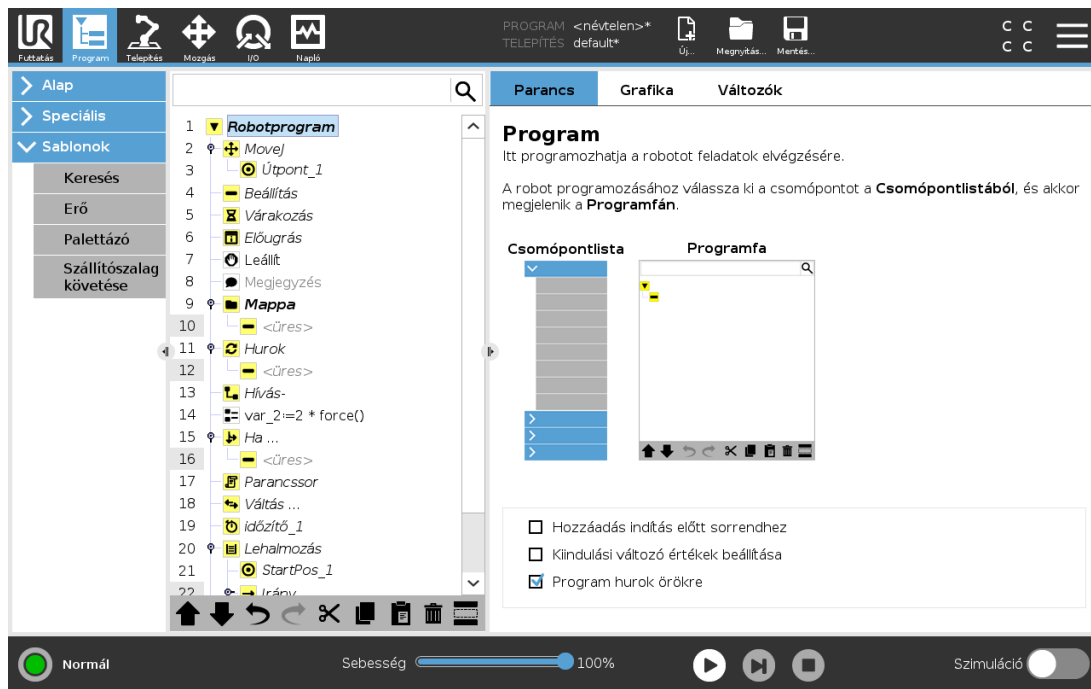 UR
Futtatás
Program
Telepítés
Mozgás
I/O
Napló
PROGRAM <névtelen>*
TELEPÍTÉS default*
Új...
Megnyitás...
Mentés...
C C
C C
Alap
Speciális
Sablonok
Keresés
Erő
Palettázó
Szállítószalag
követése
1 Robotprogram
2 MoveJ
3 Útpont_1
4 Beállítás
5 Várakozás
6 Előugrás
7 Leállít
8 Megjegyzés
9 Mappa
10 <üres>
11 Hurok
12 <üres>
13 Hívás-
14 var_2≔2 * force()
15 Ha ...
16 <üres>
17 Parancssor
18 Váltás ...
19 időzítő_1
20 Lehalmozás
21 StartPos_1
22 Irány
Parancs
Grafika
Változók
Program
Itt programozhatja a robotot feladatok elvégzésére.
A robot programozásához válassza ki a csomópontot a Csomópontlistából, és akkor
megjelenik a Programfán.
Csomópontlista
Programfa
Hozzáadás indítás előtt sorrendhez
Kiindulási változó értékek beállítása
Program hurok örökre
Normál
Sebesség
100%
Szimuláció